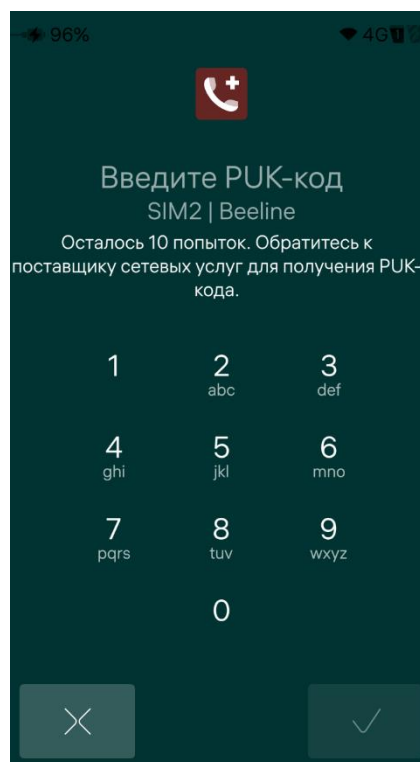 96%
4G
Введите PUK-код
SIM2 | Beeline
Осталось 10 попыток. Обратитесь к
поставщику сетевых услуг для получения PUK-
кода.
1 2 3
abc def
4 5 6
ghi jkl mno
7 8 9
pqrs tuv wxyz
0